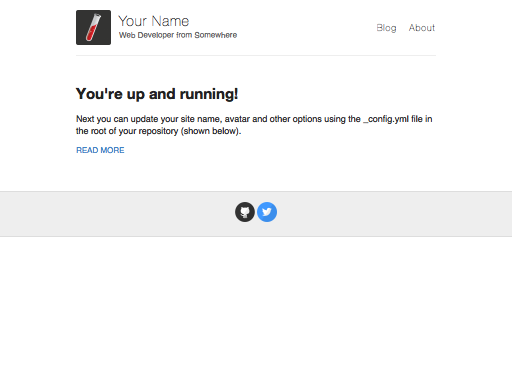 Your Name
Web Developer from Somewhere
Blog About
You're up and running!
Next you can update your site name, avatar and other options using the _config.yml file in
the root of your repository (shown below).
READ MORE